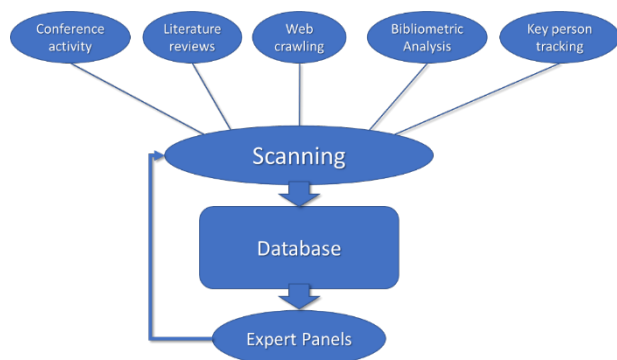 Conference
activity
Literature
reviews
Web
crawling
Bibliometric
Analysis
Key person
tracking
Scanning
Database
Expert Panels